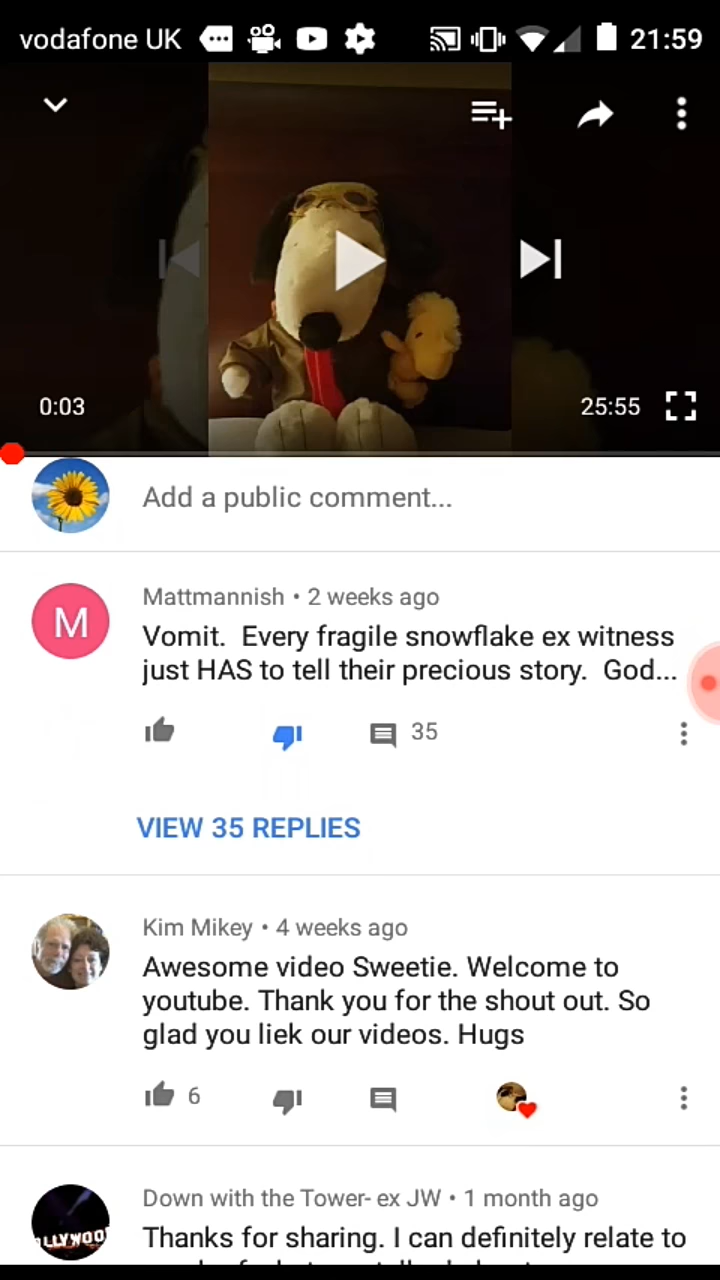 vodafone UK 21:59
0:03 25:55
Add a public comment...
Mattmannish • 2 weeks ago
Vomit.  Every fragile snowflake ex witness
just HAS to tell their precious story.  God...
35
VIEW 35 REPLIES
Kim Mikey • 4 weeks ago
Awesome video Sweetie. Welcome to
youtube. Thank you for the shout out. So
glad you liek our videos. Hugs
6
Down with the Tower- ex JW • 1 month ago
Thanks for sharing. I can definitely relate to